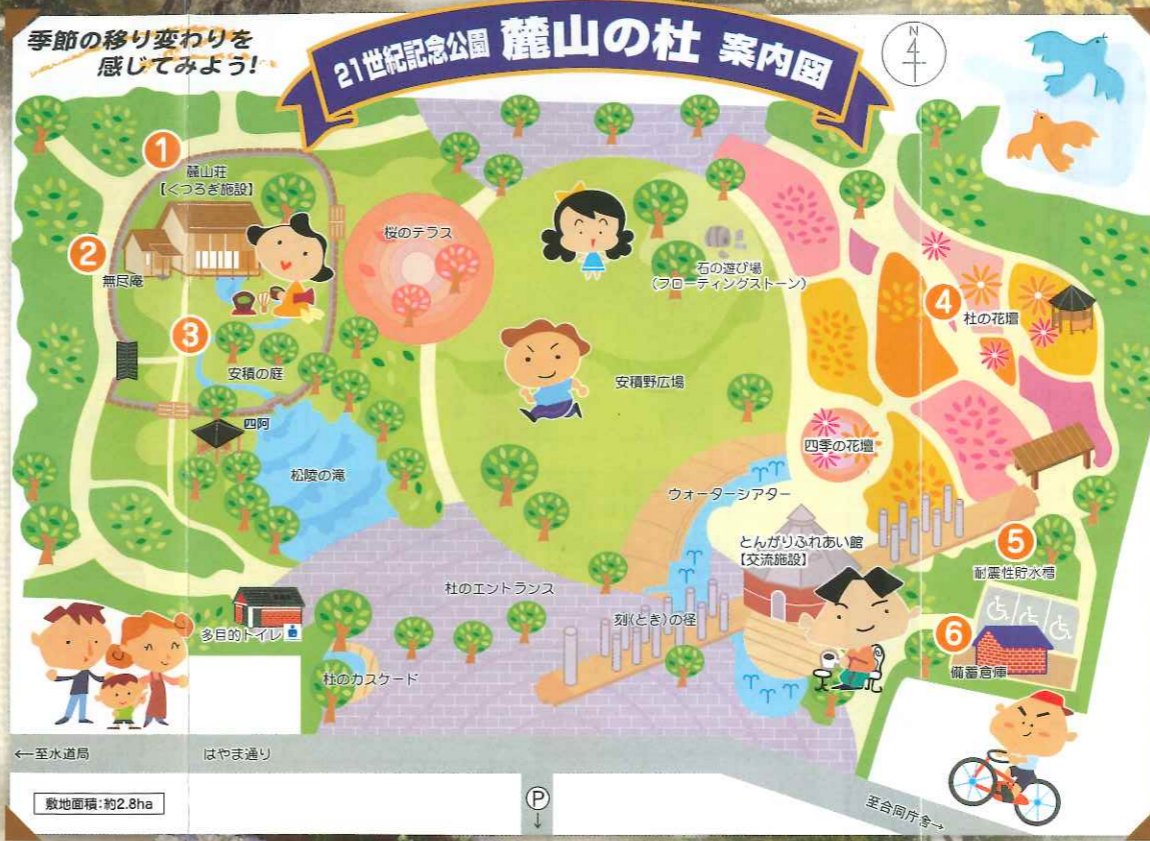 季節の移り変わりを
感じてみよう!
21世紀記念公園 麓山の杜 案内図
N
1
麓山荘
【くつろぎ施設】
2
無尽庵
桜のテラス
石の遊び場
(フローティングストーン)
4
杜の花壇
3
安積の庭
安積野広場
四阿
四季の花壇
松陵の滝
ウォーターシアター
とんがりふれあい館
【交流施設】
5
耐震性貯水槽
杜のエントランス
刻(とき)の径
多目的トイレ
6
備蓄倉庫
杜のカスケード
←至水道局
はやま通り
敷地面積:約2.8ha
P
↓
至合同庁舎→